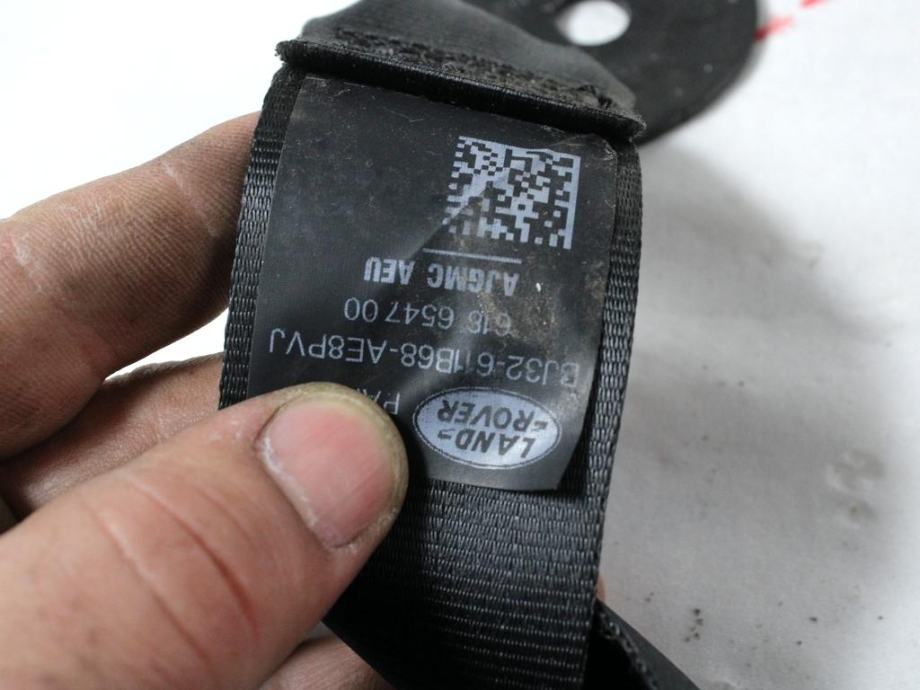 LAND-
ROVER
BJ32-611B68-AE8PVJ
618 6547 00
AJGMC AEU